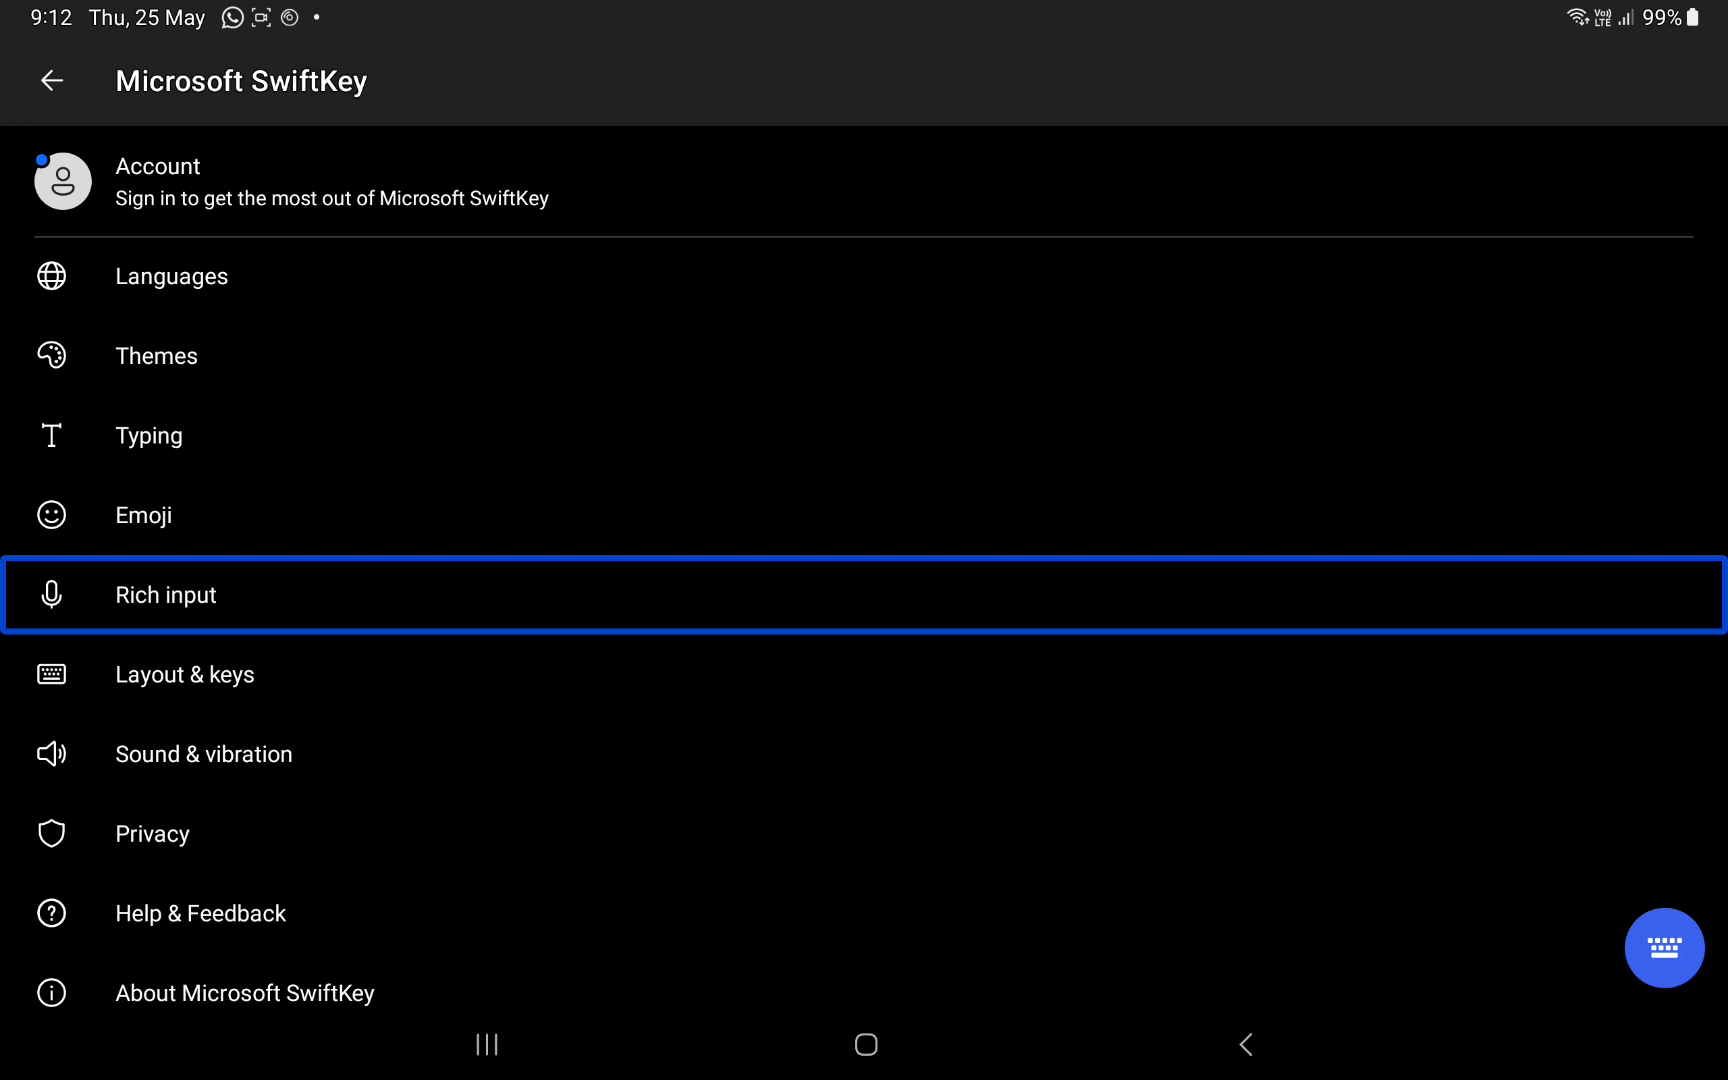 9:12 Thu, 25 May 99%
Microsoft SwiftKey
Account
Sign in to get the most out of Microsoft SwiftKey
Languages
Themes
Typing
Emoji
Rich input
Layout & keys
Sound & vibration
Privacy
Help & Feedback
About Microsoft SwiftKey